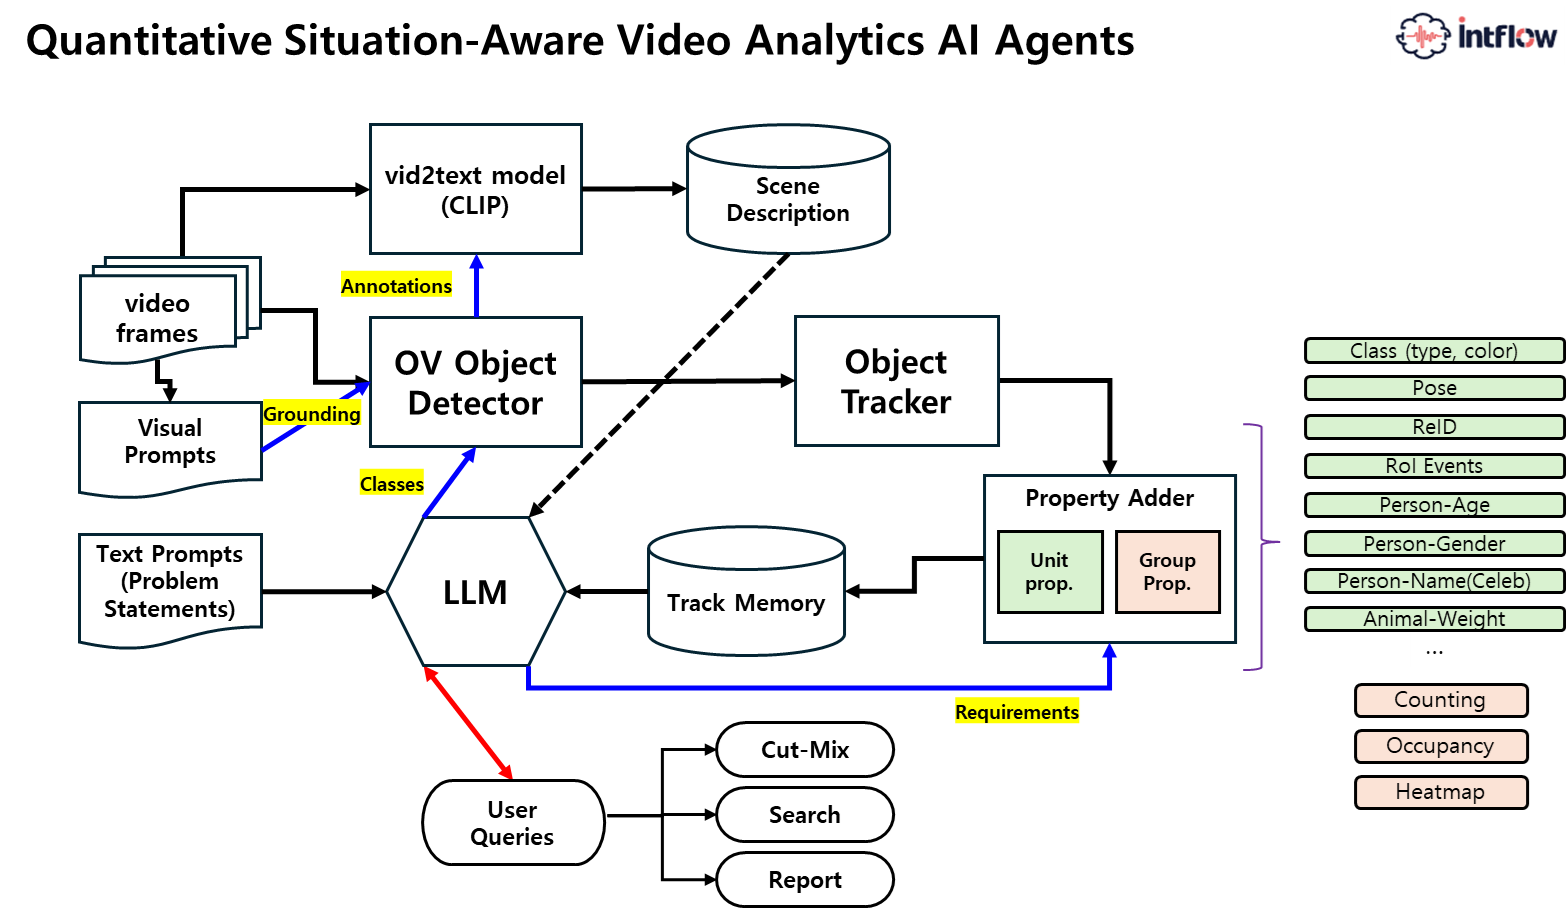 Quantitative Situation-Aware Video Analytics AI Agents
intflow
vid2text model
(CLIP)
Scene
Description
Annotations
video
frames
OV Object
Detector
Object
Tracker
Grounding
Visual
Prompts
Classes
Text Prompts
(Problem
Statements)
LLM
Track Memory
Property Adder
Unit
prop.
Group
Prop.
Requirements
User
Queries
Cut-Mix
Search
Report
Class (type, color)
Pose
ReID
RoI Events
Person-Age
Person-Gender
Person-Name(Celeb)
Animal-Weight
...
Counting
Occupancy
Heatmap